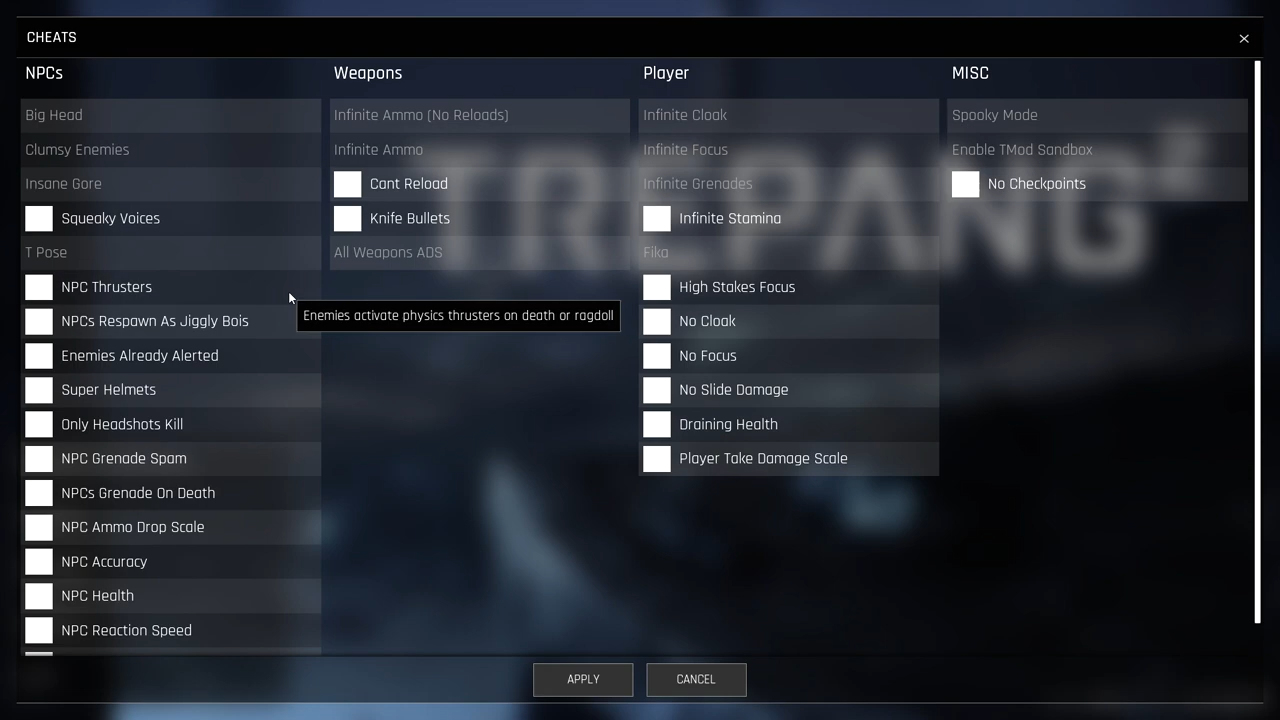 CHEATS
NPCs
Big Head
Clumsy Enemies
Insane Gore
Squeaky Voices
T Pose
NPC Thrusters
NPCs Respawn As Jiggly Bois
Enemies Already Alerted
Super Helmets
Only Headshots Kill
NPC Grenade Spam
NPCs Grenade On Death
NPC Ammo Drop Scale
NPC Accuracy
NPC Health
NPC Reaction Speed
Weapons
Infinite Ammo (No Reloads)
Infinite Ammo
Cant Reload
Knife Bullets
All Weapons ADS
Enemies activate physics thrusters on death or ragdoll
Player
Infinite Cloak
Infinite Focus
Infinite Grenades
Infinite Stamina
Fika
High Stakes Focus
No Cloak
No Focus
No Slide Damage
Draining Health
Player Take Damage Scale
MISC
Spooky Mode
Enable TMod Sandbox
No Checkpoints
TREPANG²
APPLY
CANCEL